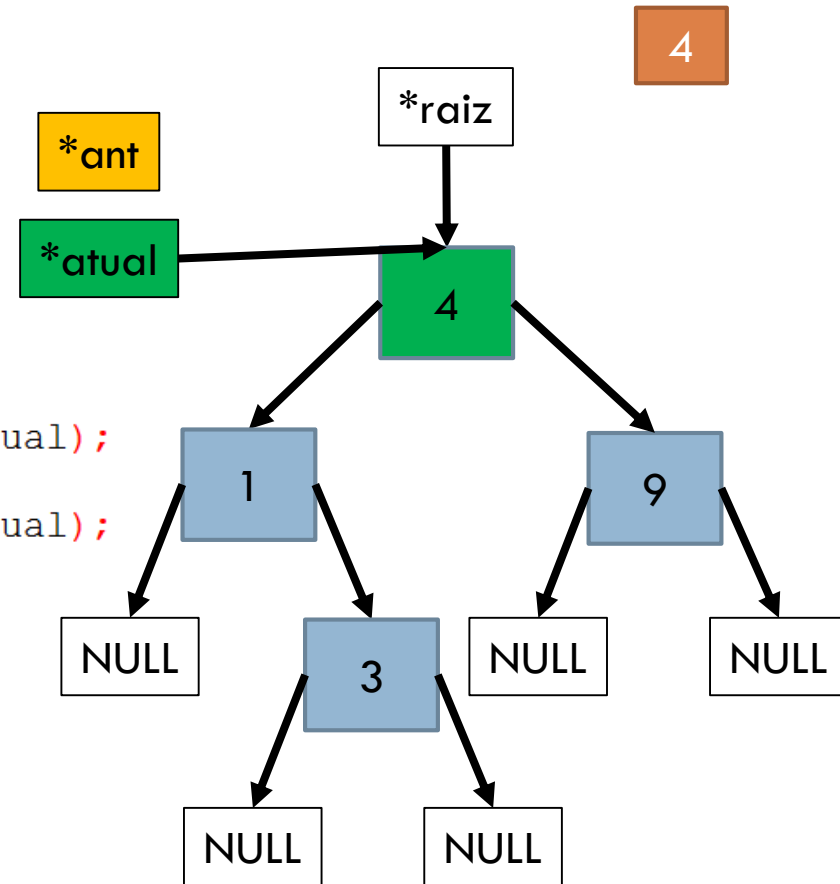 4
*raiz
*ant
*atual
4
ual);
1
9
ual);
NULL
3
NULL
NULL
NULL
NULL